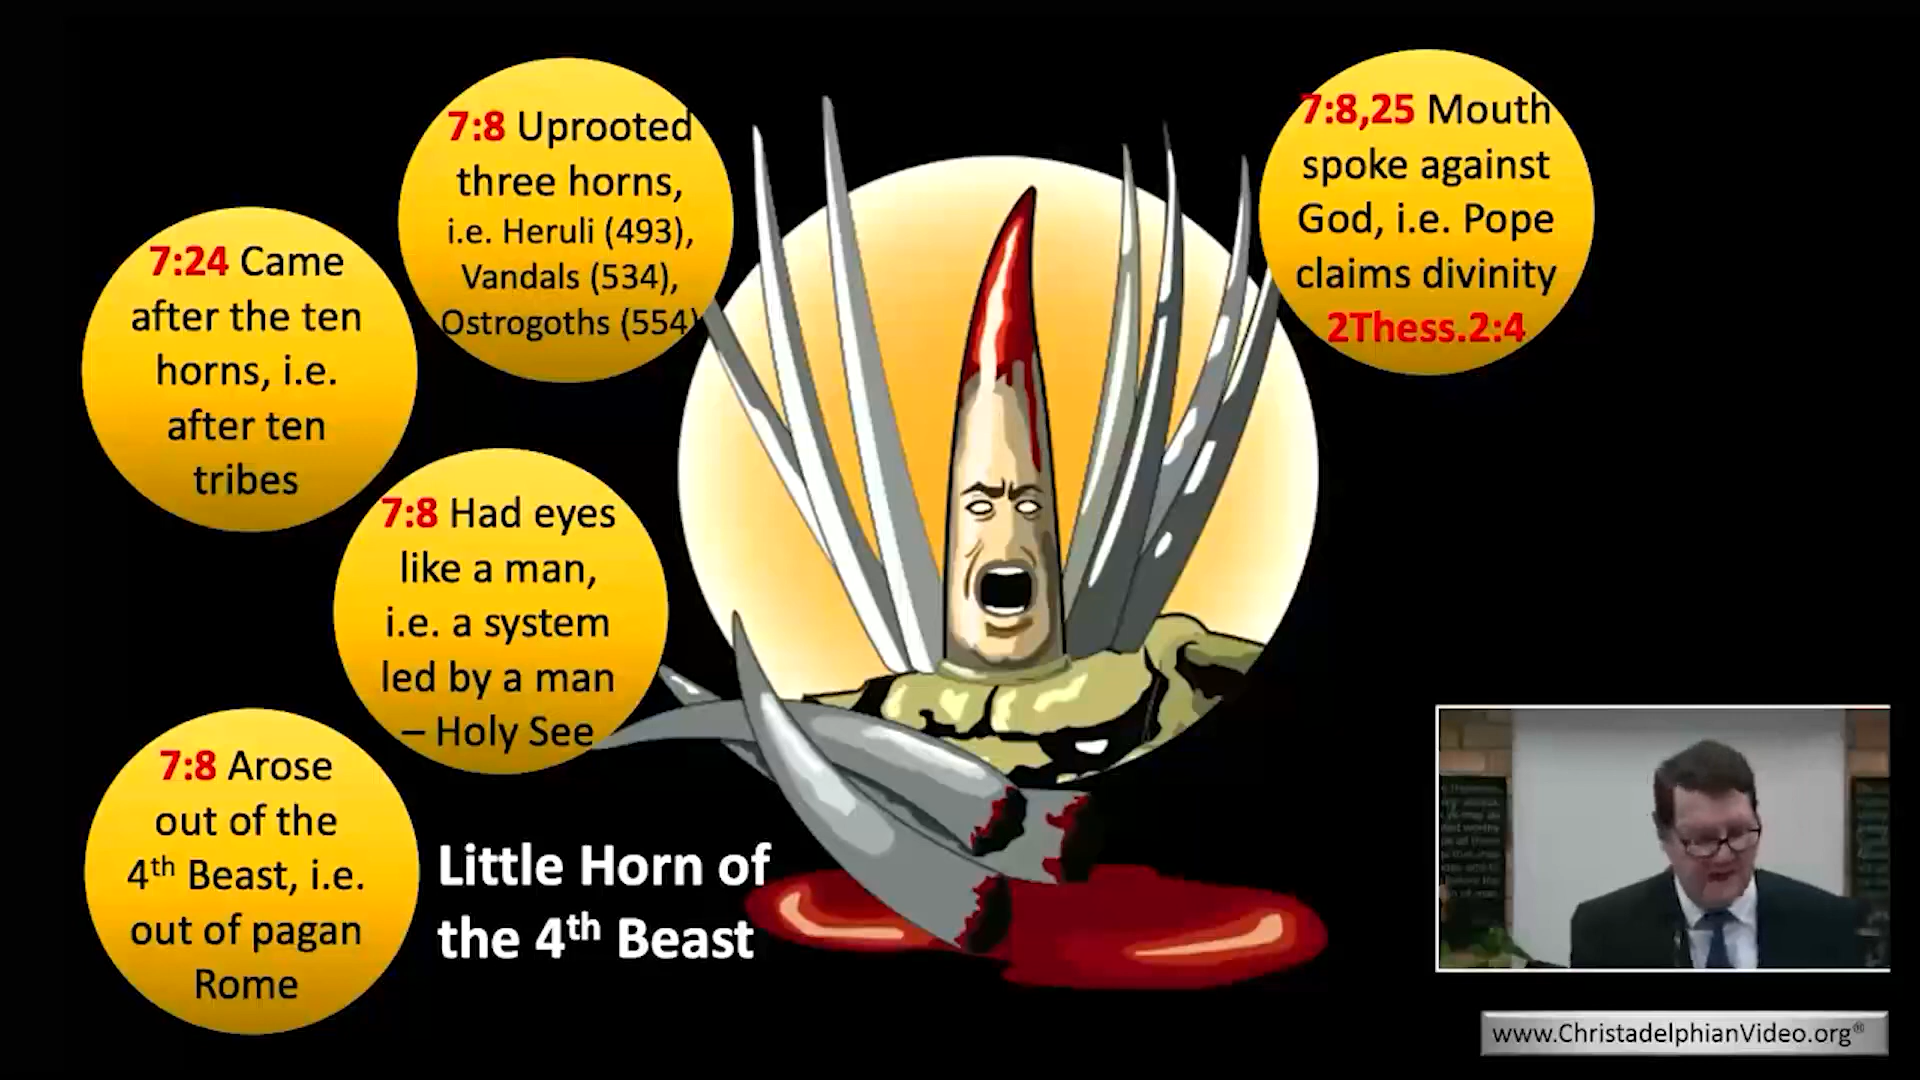 7:8 Uprooted
three horns,
i.e. Heruli (493),
Vandals (534),
Ostrogoths (554)
7:8,25 Mouth
spoke against
God, i.e. Pope
claims divinity
2Thess.2:4
7:24 Came
after the ten
horns, i.e.
after ten
tribes
7:8 Had eyes
like a man,
i.e. a system
led by a man
– Holy See
7:8 Arose
out of the
4th Beast, i.e.
out of pagan
Rome
Little Horn of
the 4th Beast
www.ChristadelphianVideo.org®